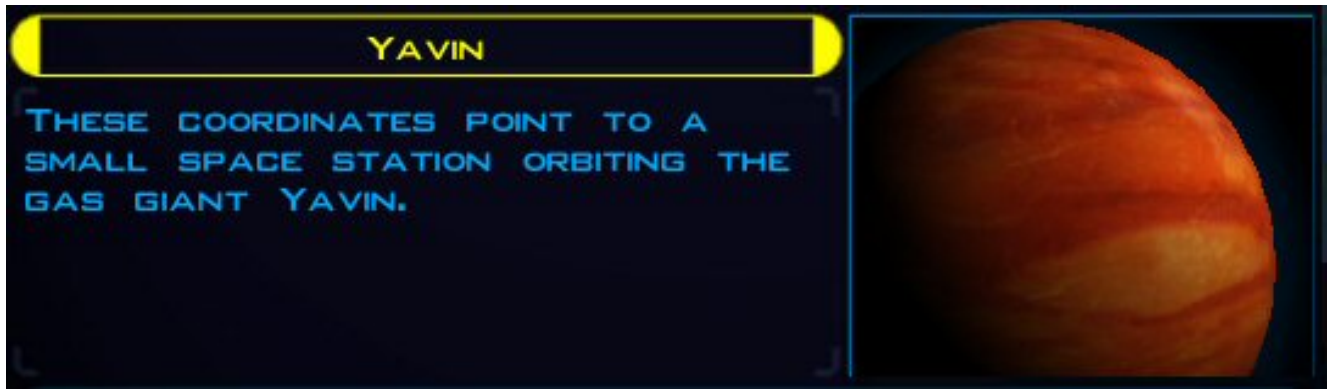 Yavin
These coordinates point to a
small space station orbiting the
gas giant Yavin.